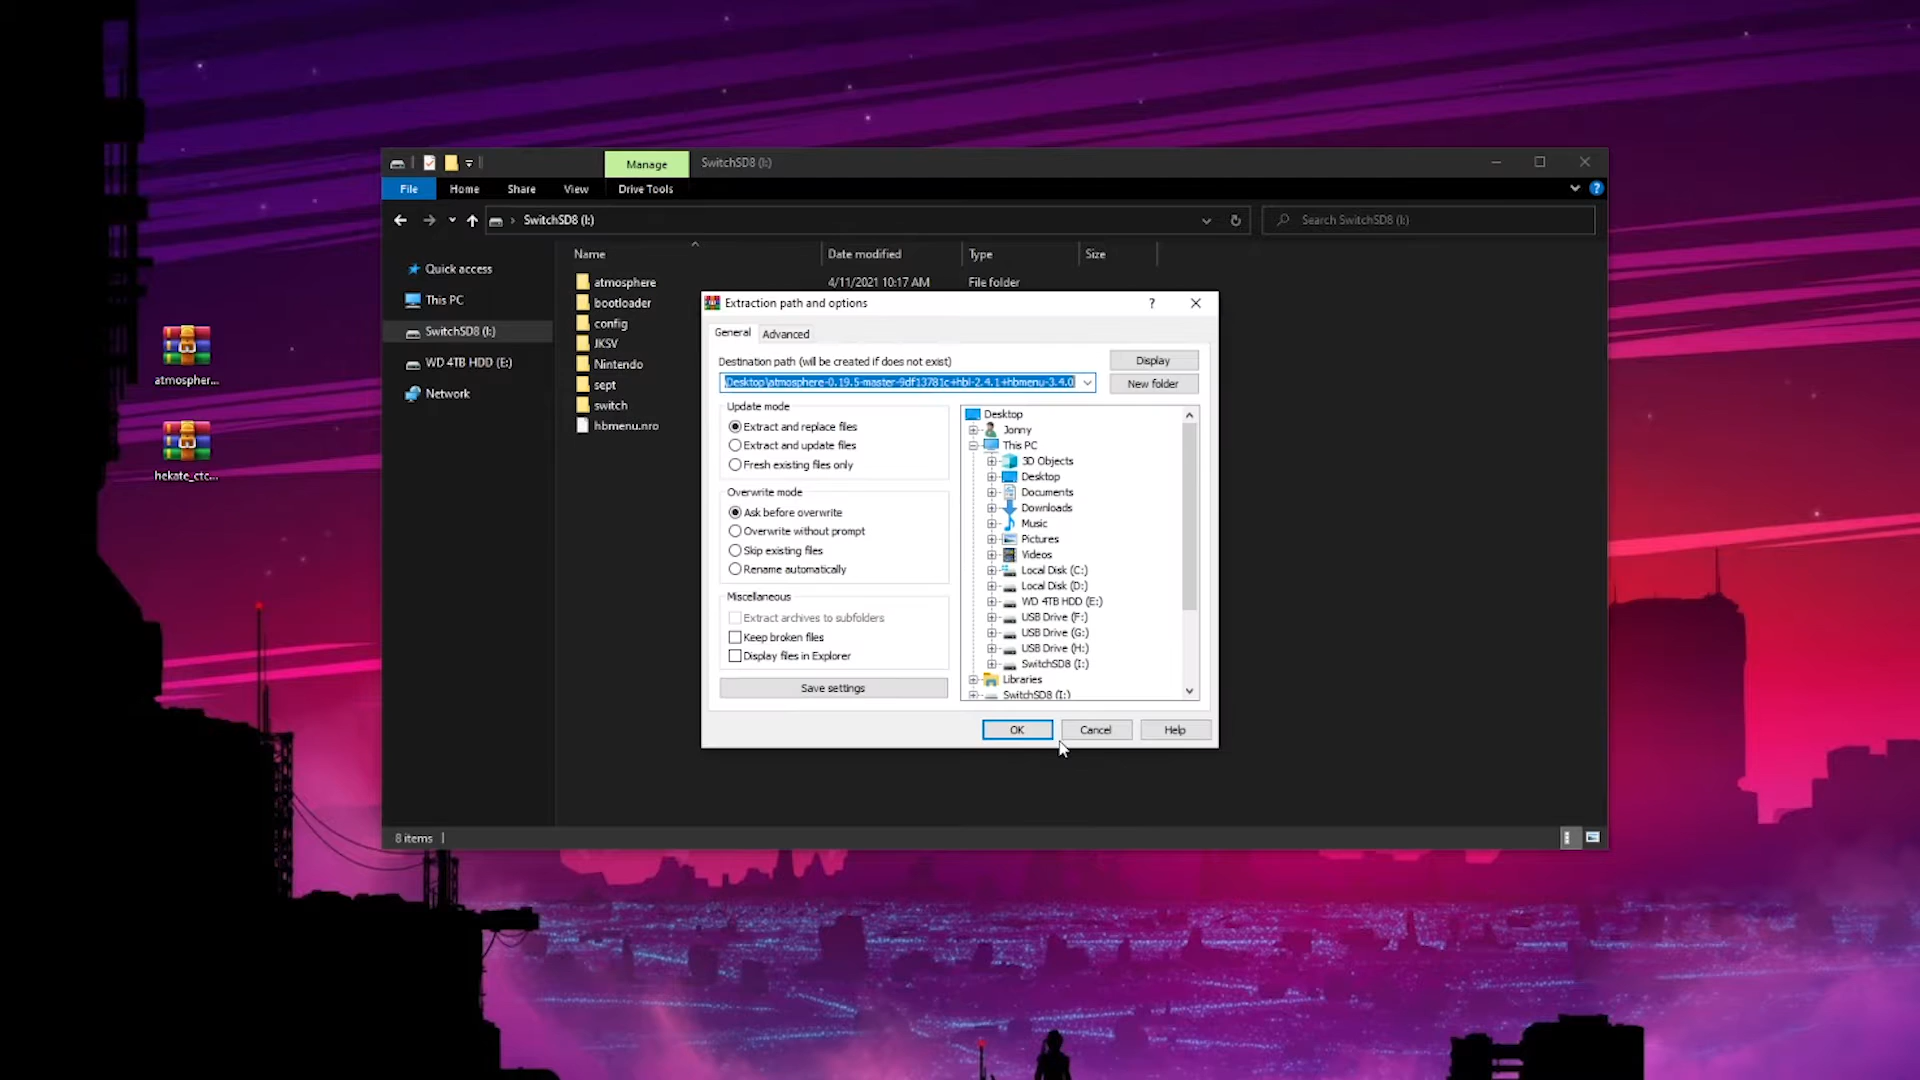 Manage
SwitchSD8 (I:)
File
Home
Share
View
Drive Tools
SwitchSD8 (I:)
Search SwitchSD8 (I:)
Name
Date modified
Type
Size
Quick access
This PC
SwitchSD8 (I:)
WD 4TB HDD (E:)
Network
atmosphere
4/11/2021 10:17 AM
File folder
bootloader
config
JKSV
Nintendo
sept
switch
hbmenu.nro
8 items
atmospher...
hekate_ctc...
Extraction path and options
?
General
Advanced
Destination path (will be created if does not exist)
Display
\Desktop\atmosphere-0.19.5-master-9df13781c+hbl-2.4.1+hbmenu-3.4.0
New folder
Update mode
Extract and replace files
Extract and update files
Fresh existing files only
Overwrite mode
Ask before overwrite
Overwrite without prompt
Skip existing files
Rename automatically
Miscellaneous
Extract archives to subfolders
Keep broken files
Display files in Explorer
Save settings
Desktop
Jonny
This PC
3D Objects
Desktop
Documents
Downloads
Music
Pictures
Videos
Local Disk (C:)
Local Disk (D:)
WD 4TB HDD (E:)
USB Drive (F:)
USB Drive (G:)
USB Drive (H:)
SwitchSD8 (I:)
Libraries
SwitchSD8 (I:)
OK
Cancel
Help